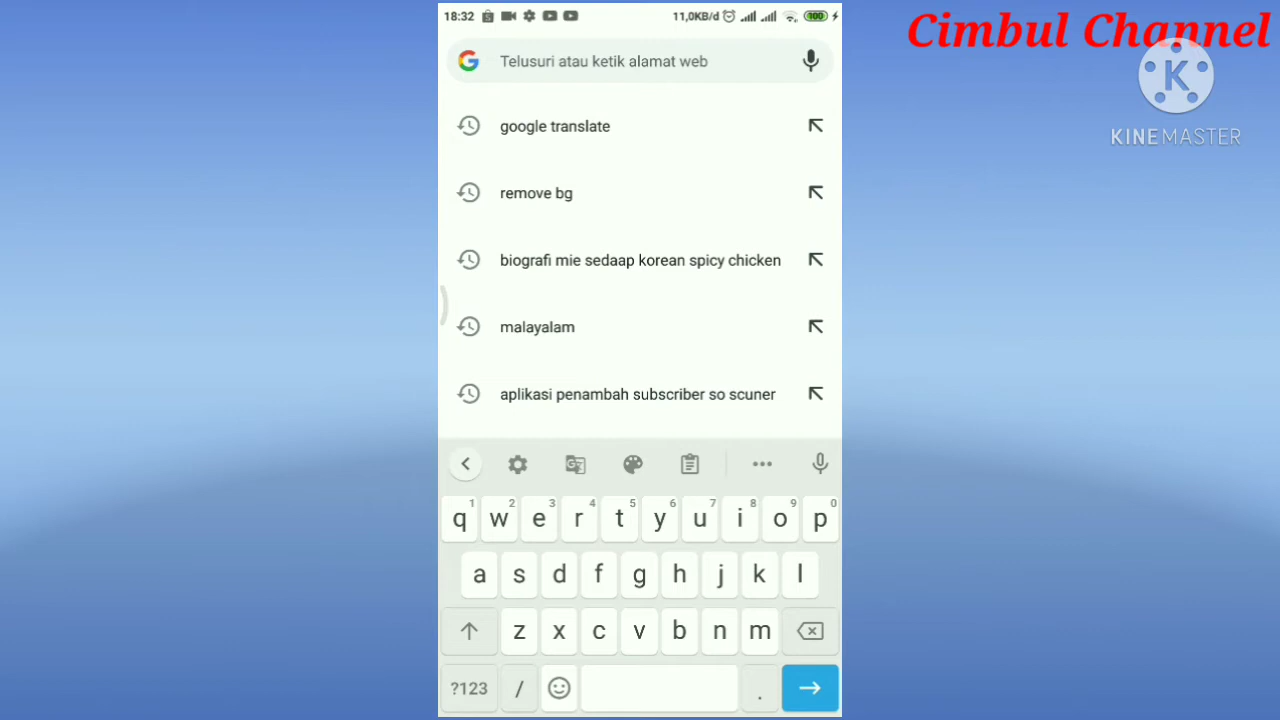 Cimbul Channel
K
KINEMASTER
18:32 11,0KB/d 100
Telusuri atau ketik alamat web
google translate
remove bg
biografi mie sedaap korean spicy chicken
malayalam
aplikasi penambah subscriber so scuner
1 2 3 4 5 6 7 8 9 0
q w e r t y u i o p
a s d f g h j k l
z x c v b n m
?123 / .